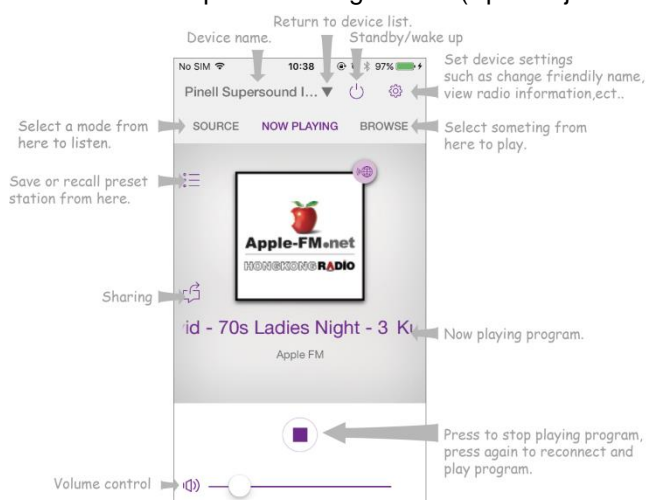 Return to device list.
Device name.
Standby/wake up
No SIM 10:38 97%
Pinell Supersound I... ▼
Set device settings
such as change friendly name,
view radio information,ect..
SOURCE NOW PLAYING BROWSE
Select a mode from
here to listen.
Select someting from
here to play.
Save or recall preset
station from here.
Apple-FM.net
HONGKONG RADIO
Sharing
vid - 70s Ladies Night - 3 Ku
Now playing program.
Apple FM
Press to stop playing program,
press again to reconnect and
play program.
Volume control